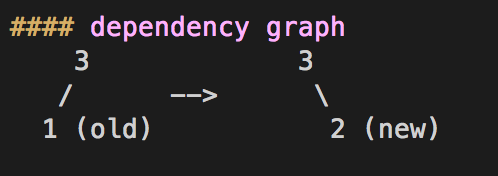 #### dependency graph
    3             3
   /      -->      \
  1 (old)           2 (new)